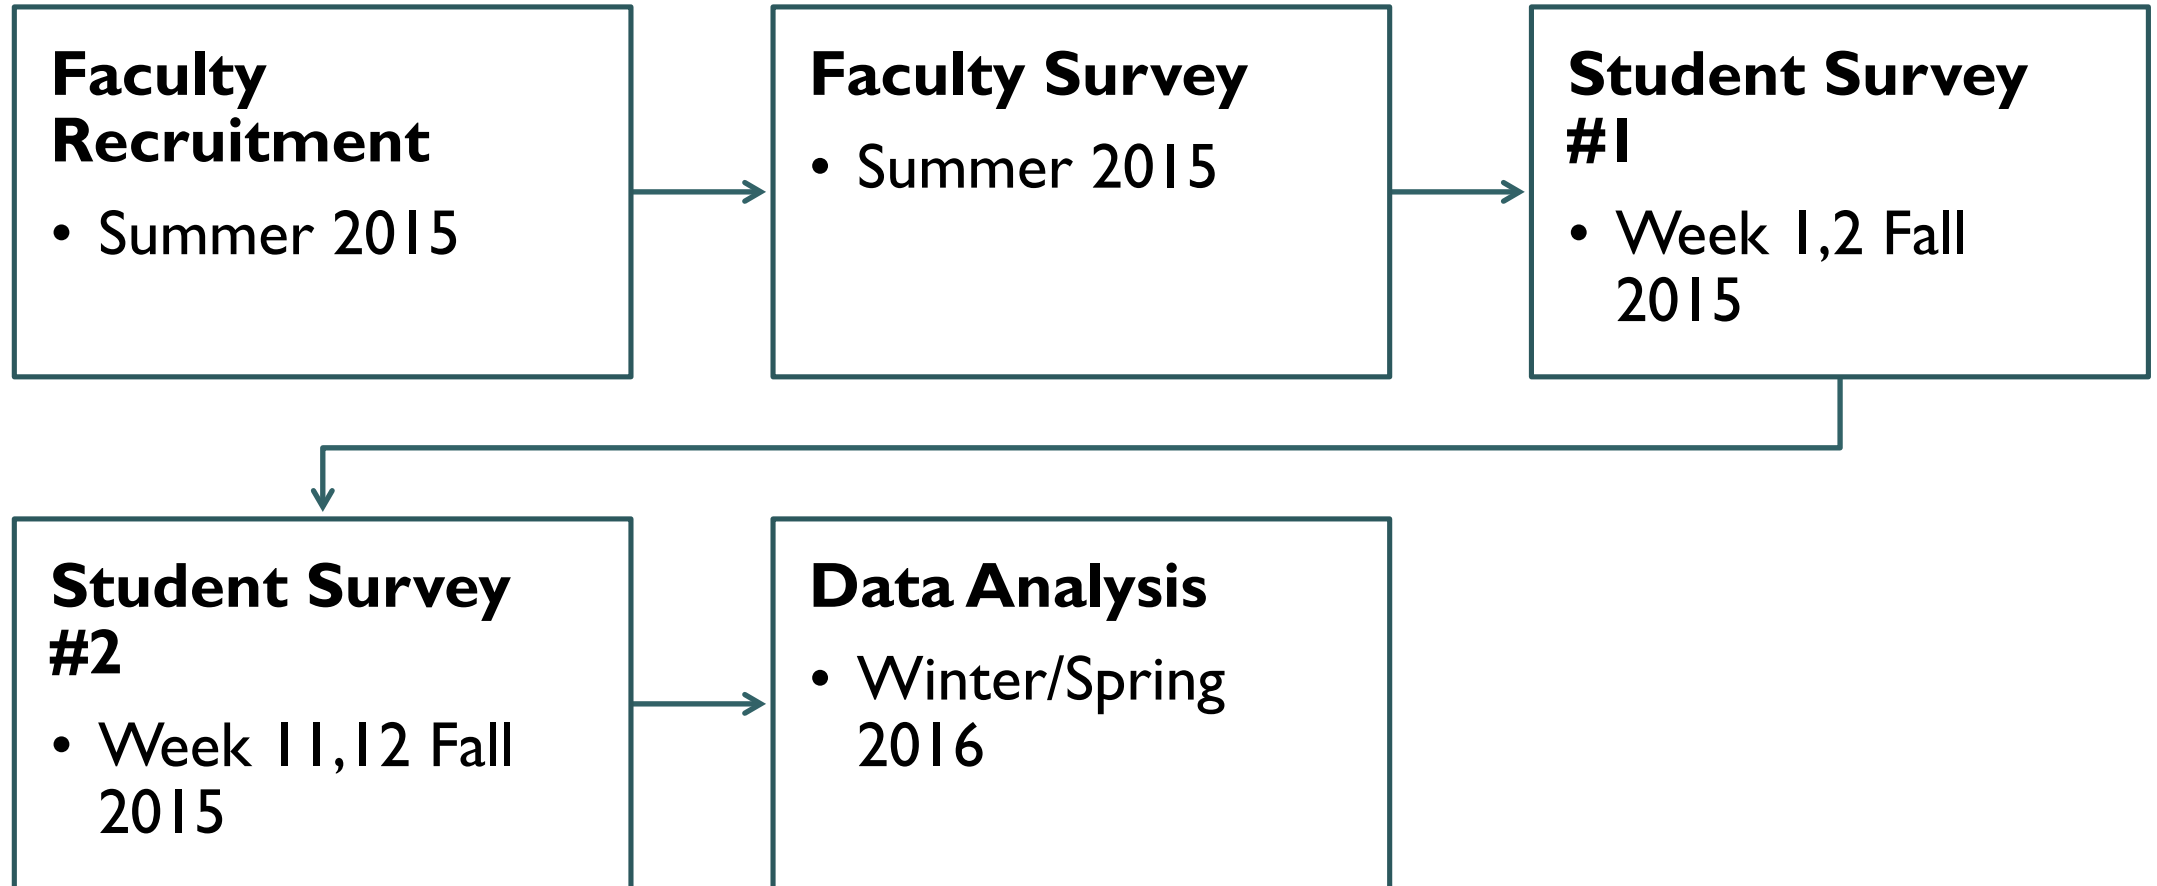 Faculty
Recruitment
• Summer 2015
Faculty Survey
• Summer 2015
Student Survey
#1
• Week 1,2 Fall
2015
Student Survey
#2
• Week 11,12 Fall
2015
Data Analysis
• Winter/Spring
2016